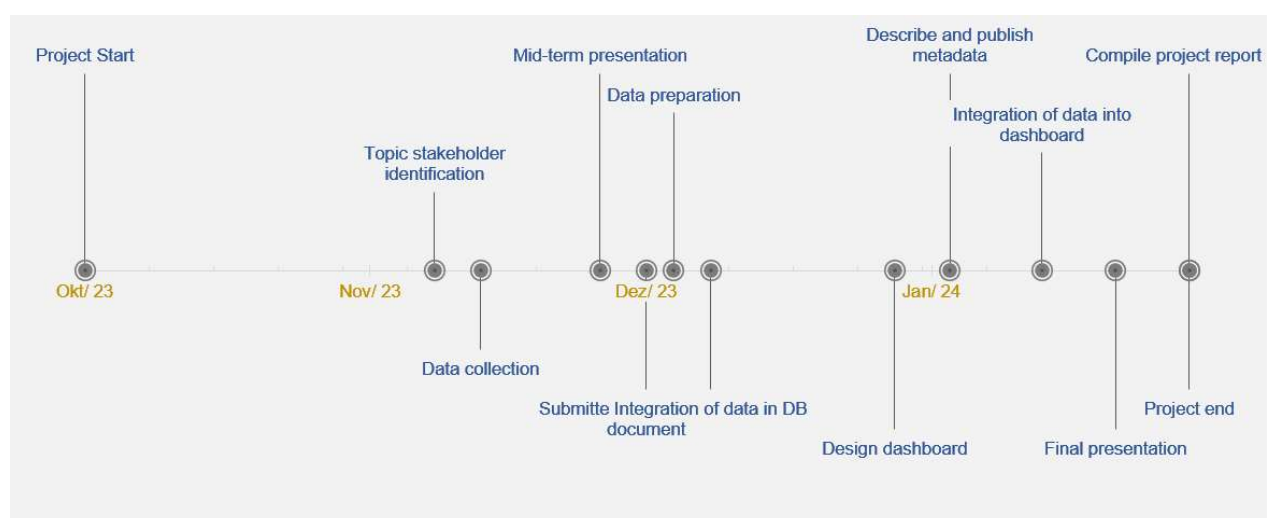 Describe and publish
metadata
Project Start
Mid-term presentation
Compile project report
Data preparation
Integration of data into
dashboard
Topic stakeholder
identification
Okt/ 23
Nov/ 23
Dez/ 23
Jan/ 24
Data collection
Submitte Integration of data in DB
document
Project end
Design dashboard
Final presentation